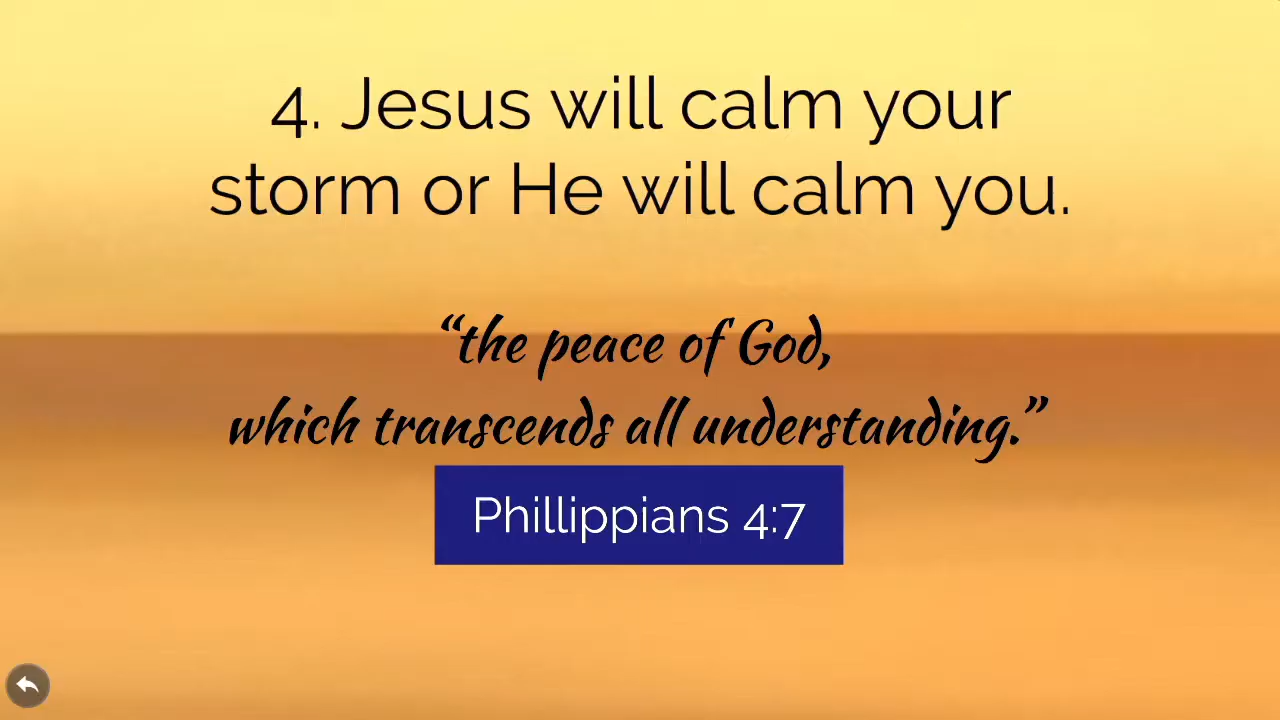 4. Jesus will calm your
storm or He will calm you.
“the peace of God,
which transcends all understanding.”
Phillippians 4:7